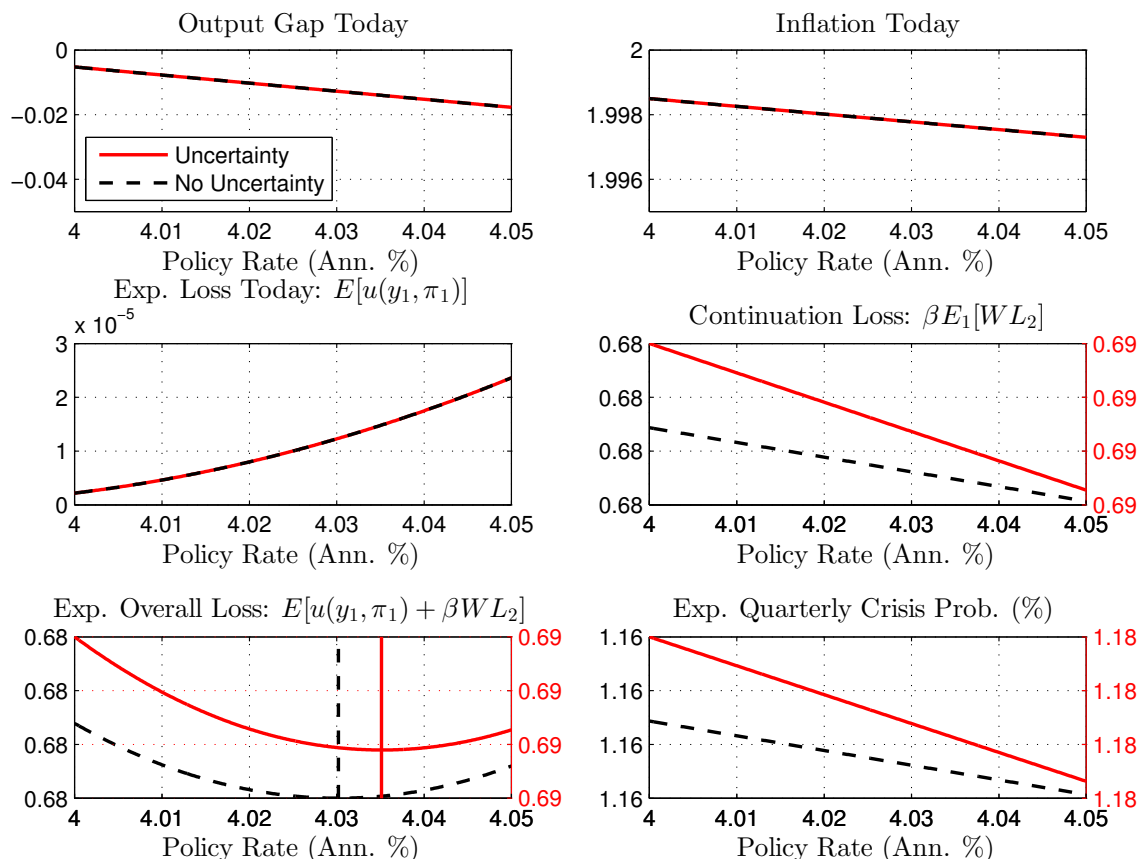 Output Gap Today
0
−0.02
−0.04
Uncertainty
No Uncertainty
4 4.01 4.02 4.03 4.04 4.05
Policy Rate (Ann. %)
Inflation Today
2
1.998
1.996
4 4.01 4.02 4.03 4.04 4.05
Policy Rate (Ann. %)
Exp. Loss Today: E[u(y₁, π₁)]
x 10⁻⁵
3
2
1
0
4 4.01 4.02 4.03 4.04 4.05
Policy Rate (Ann. %)
Continuation Loss: βE₁[WL₂]
0.68 0.69
0.68 0.69
0.68 0.69
0.68 0.69
4 4.01 4.02 4.03 4.04 4.05
Policy Rate (Ann. %)
Exp. Overall Loss: E[u(y₁, π₁) + βWL₂]
0.68 0.69
0.68 0.69
0.68 0.69
0.68 0.69
4 4.01 4.02 4.03 4.04 4.05
Policy Rate (Ann. %)
Exp. Quarterly Crisis Prob. (%)
1.16 1.18
1.16 1.18
1.16 1.18
1.16 1.18
4 4.01 4.02 4.03 4.04 4.05
Policy Rate (Ann. %)